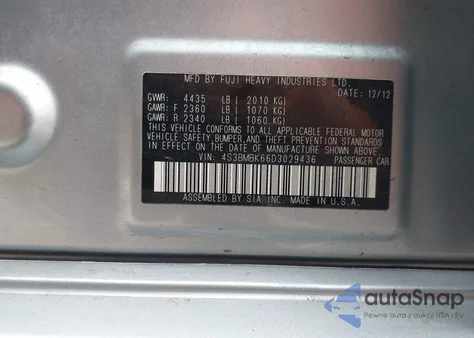 MFD BY FUJI HEAVY INDUSTRIES LTD.
DATE: 12/12
GVWR: 4435 LB ( 2010 KG)
GAWR: F 2360 LB ( 1070 KG)
GAWR: R 2340 LB ( 1060 KG)
THIS VEHICLE CONFORMS TO ALL APPLICABLE FEDERAL MOTOR
VEHICLE SAFETY, BUMPER, AND THEFT PREVENTION STANDARDS
IN EFFECT ON THE DATE OF MANUFACTURE SHOWN ABOVE.
VIN: 4S3BMBK66D3029436 PASSENGER CAR
ASSEMBLED BY SIA INC. MADE IN U.S.A.
autoSnap
Pewne auta z aukcji USA - EU